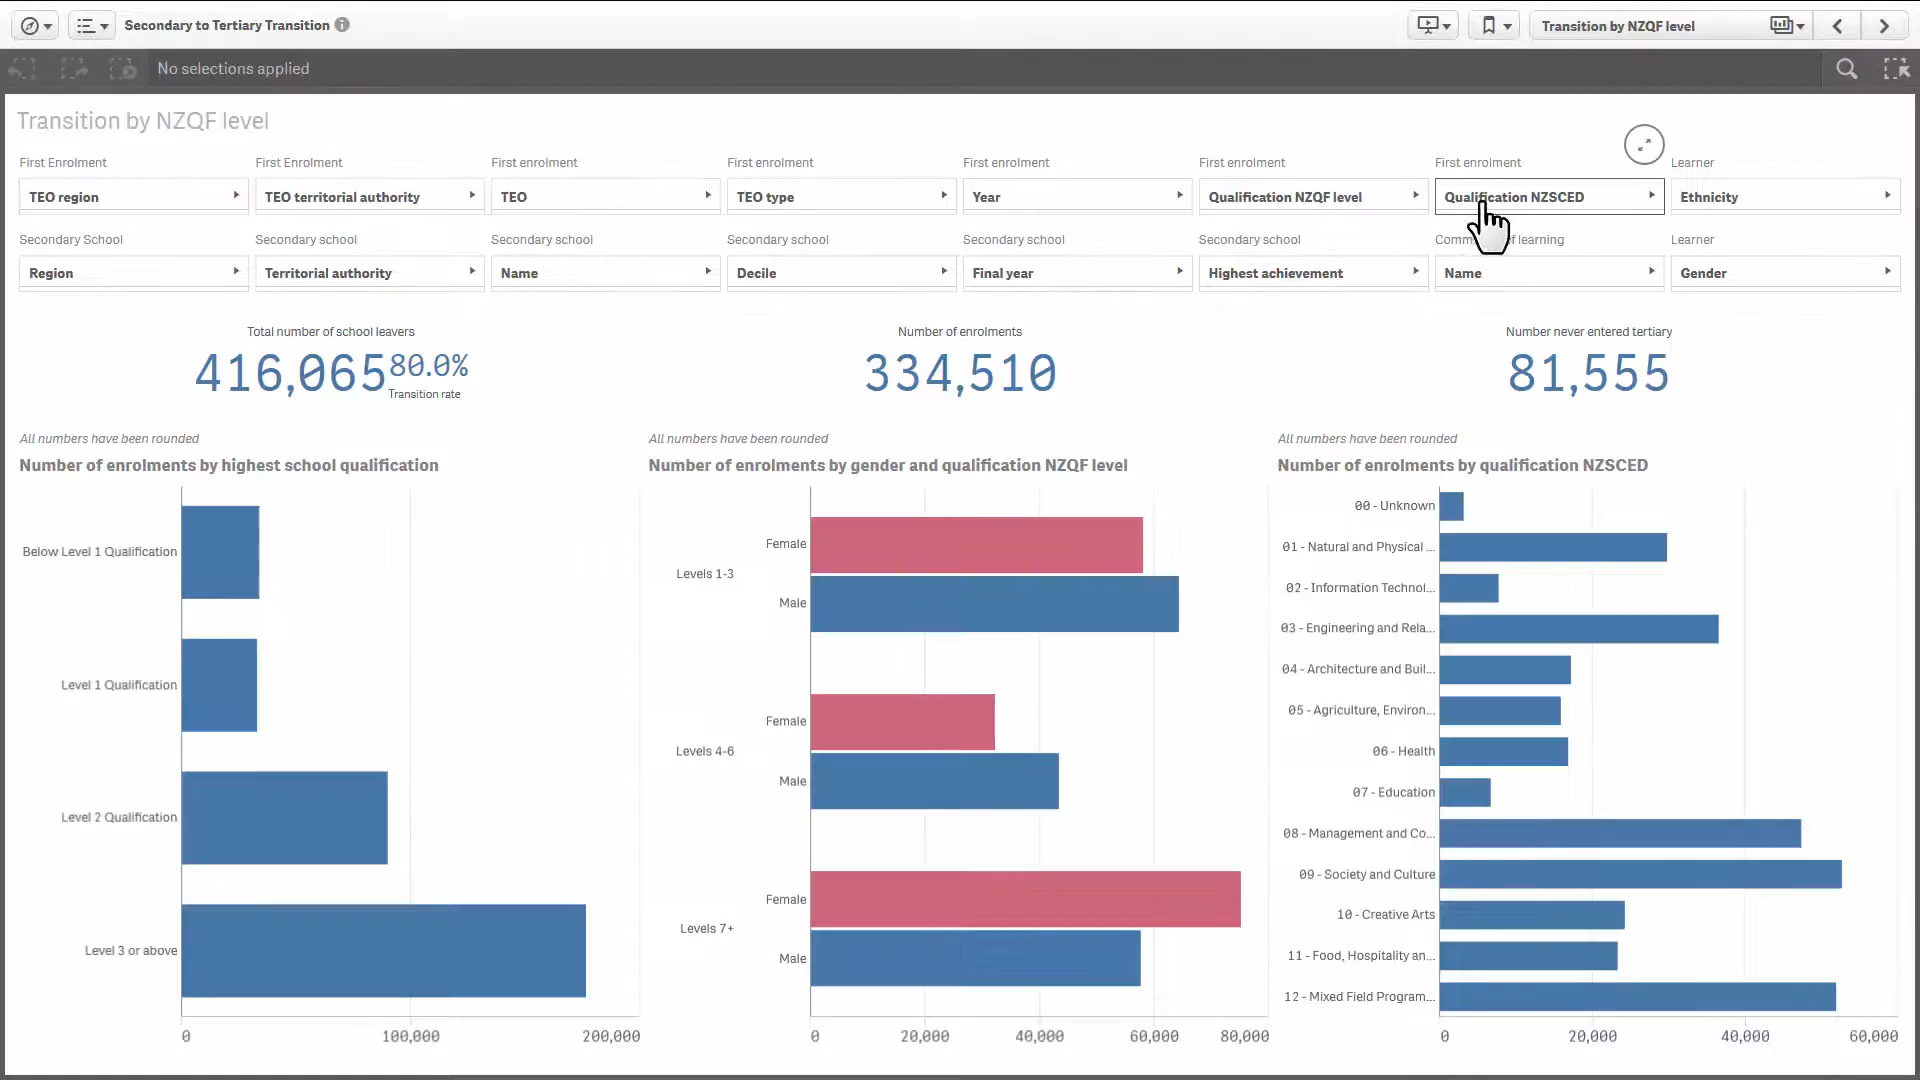 Secondary to Tertiary Transition
Transition by NZQF level
No selections applied
Transition by NZQF level
First Enrolment First Enrolment First enrolment First enrolment First enrolment First enrolment First enrolment Learner
TEO region TEO territorial authority TEO TEO type Year Qualification NZQF level Qualification NZSCED Ethnicity
Secondary School Secondary school Secondary school Secondary school Secondary school Secondary school learning Learner
Region Territorial authority Name Decile Final year Highest achievement Name Gender
Total number of school leavers Number of enrolments Number never entered tertiary
416,065 80.0% 334,510 81,555
Transition rate
All numbers have been rounded
Number of enrolments by highest school qualification
Below Level 1 Qualification
Level 1 Qualification
Level 2 Qualification
Level 3 or above
0 100,000 200,000
All numbers have been rounded
Number of enrolments by gender and qualification NZQF level
Female
Levels 1-3
Male
Female
Levels 4-6
Male
Female
Levels 7+
Male
0 20,000 40,000 60,000 80,000
All numbers have been rounded
Number of enrolments by qualification NZSCED
00 - Unknown
01 - Natural and Physical ...
02 - Information Technol...
03 - Engineering and Rela...
04 - Architecture and Buil...
05 - Agriculture, Environ...
06 - Health
07 - Education
08 - Management and Co...
09 - Society and Culture
10 - Creative Arts
11 - Food, Hospitality an...
12 - Mixed Field Program...
0 20,000 40,000 60,000